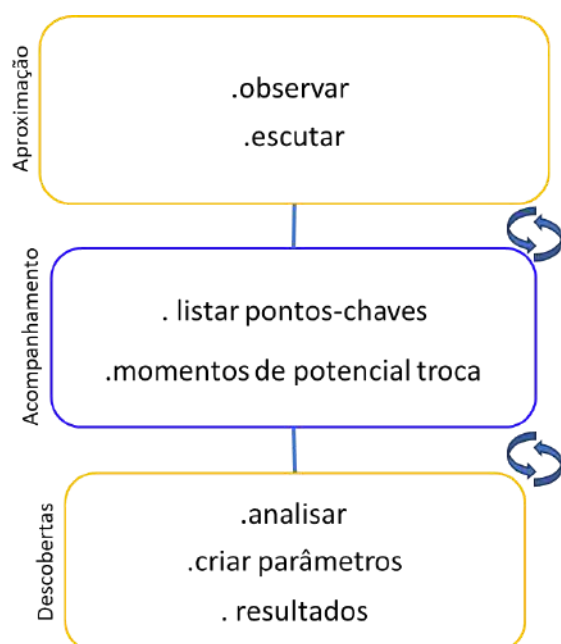 Aproximação
.observar
.escutar
Acompanhamento
. listar pontos-chaves
.momentos de potencial troca
Descobertas
.analisar
.criar parâmetros
. resultados